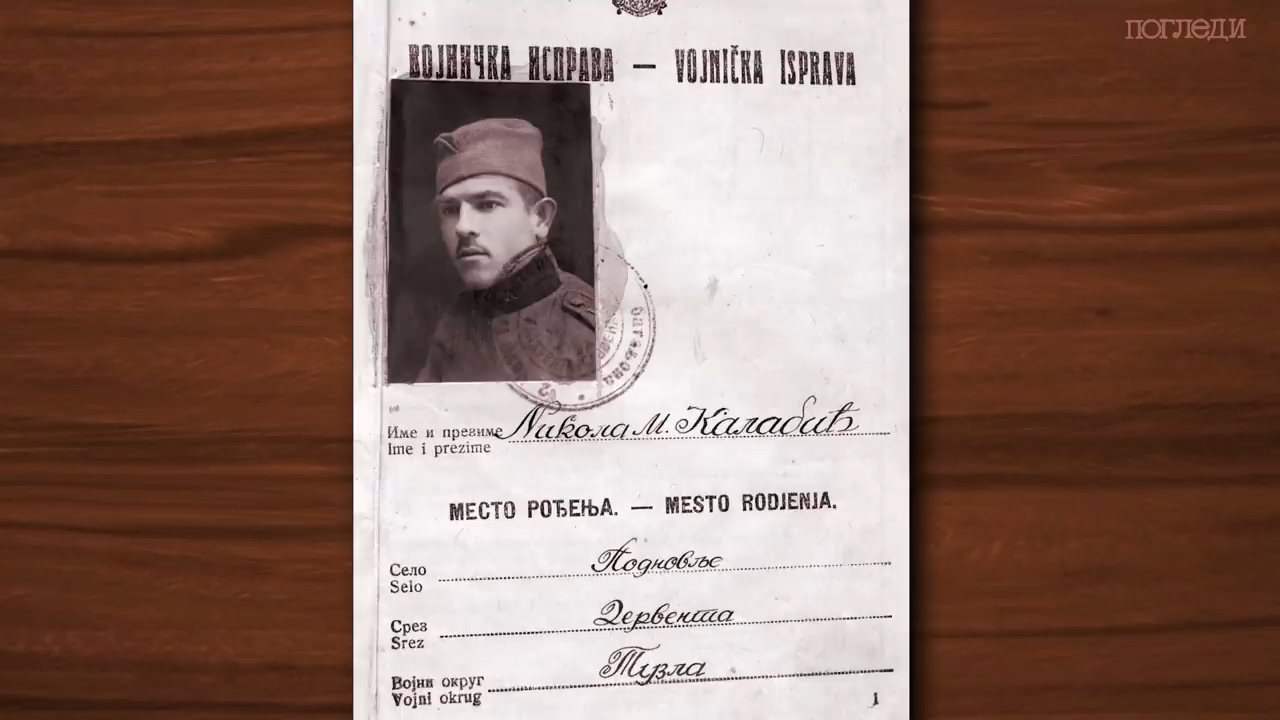 погледи
ВОЈНИЧКА ИСПРАВА — VOJNIČKA ISPRAVA
Име и презиме Никола М. Калабић
Ime i prezime
МЕСТО РОЂЕЊА. — MESTO RODJENJA.
Село Подновље
Selo
Срез Дервента
Srez
Војни округ Тузла
Vojni okrug
1